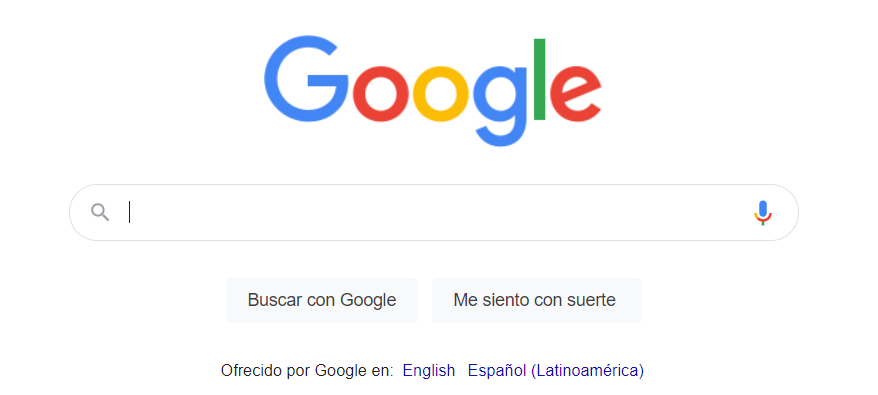 Google
Buscar con Google Me siento con suerte
Ofrecido por Google en: English Español (Latinoamérica)